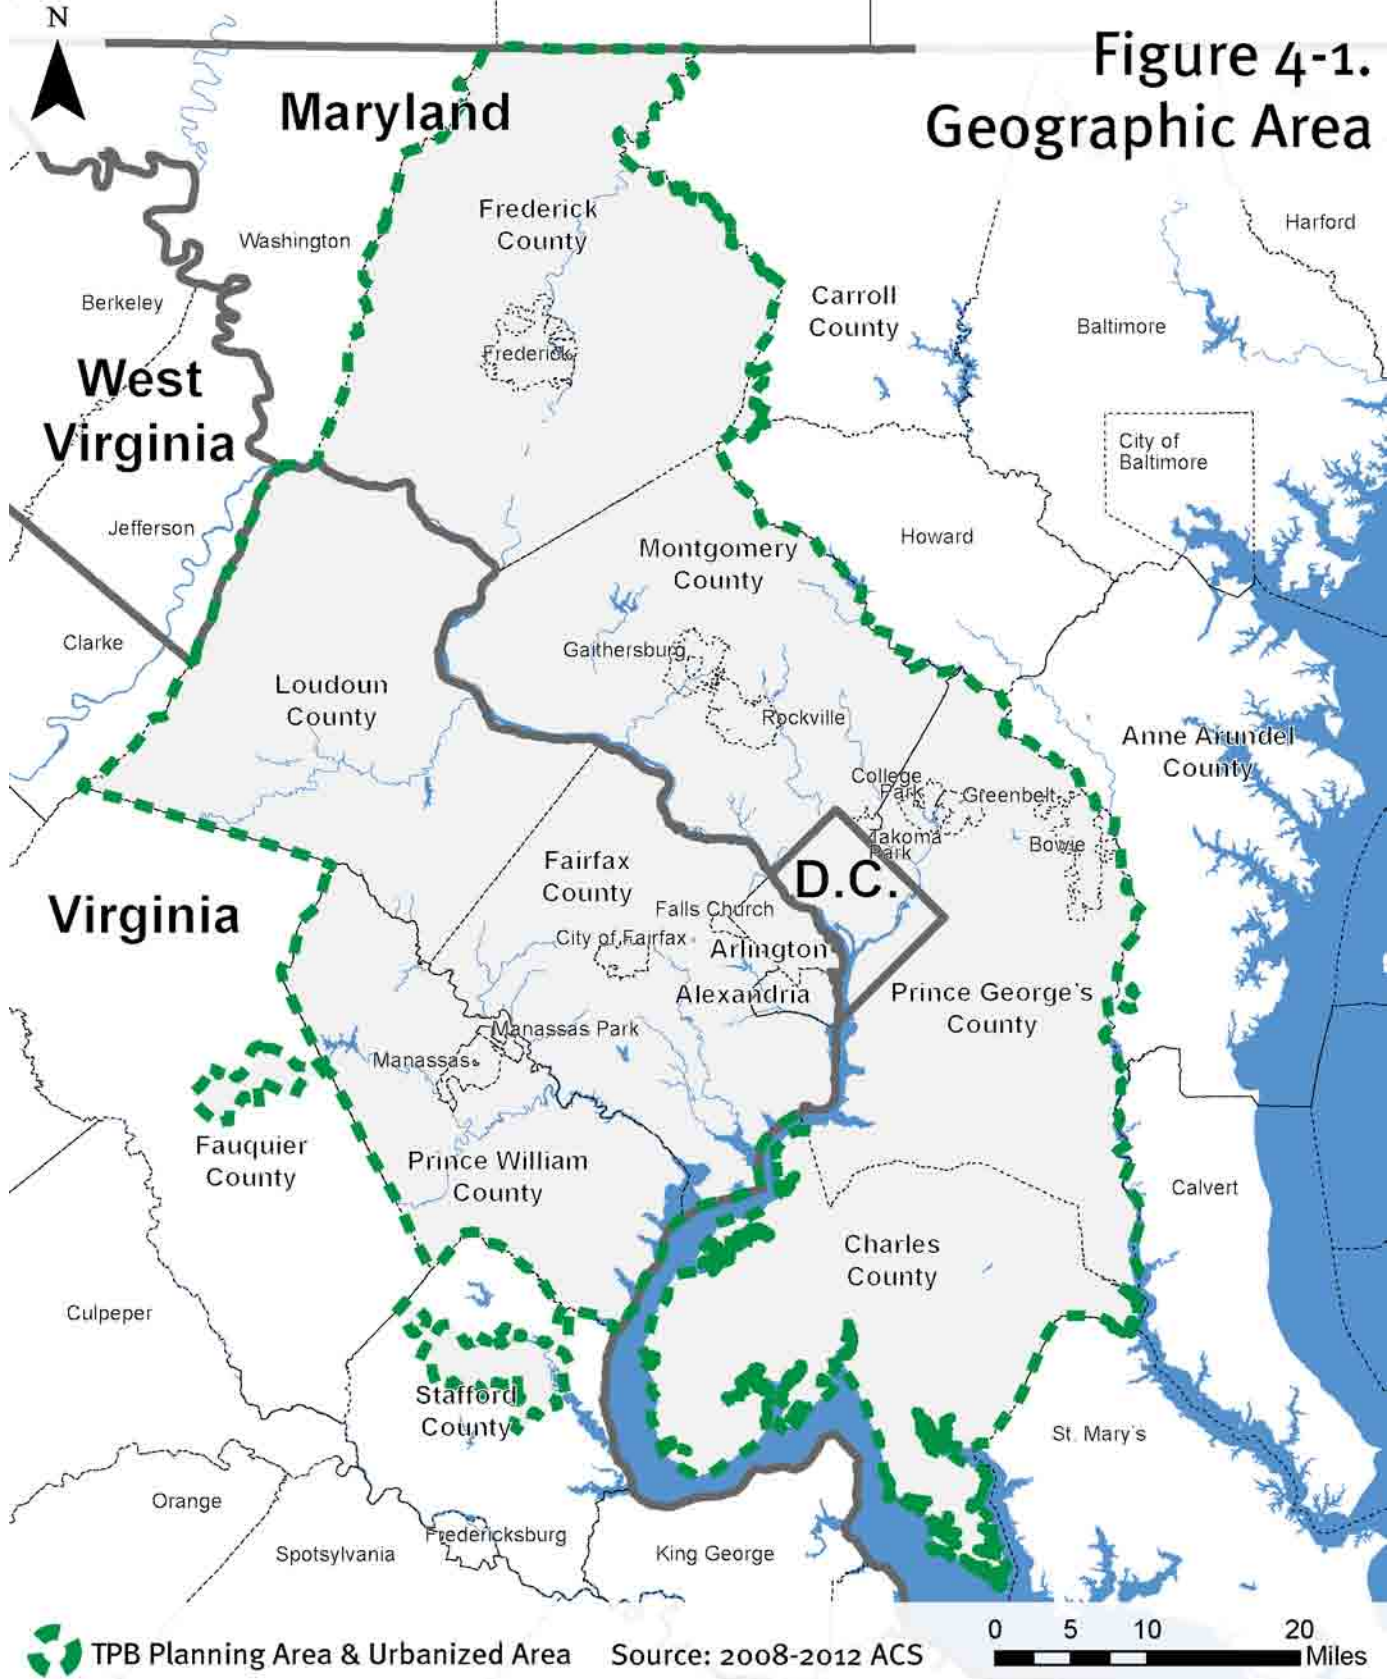 N
Figure 4-1.
Geographic Area
Maryland
Frederick
County
Harford
Washington
Berkeley
Carroll
County
Baltimore
Frederick
West
Virginia
City of
Baltimore
Jefferson
Howard
Montgomery
County
Clarke
Gaithersburg
Loudoun
County
Rockville
Anne Arundel
County
College
Park
Greenbelt
Takoma
Park
Bowie
Fairfax
County
D.C.
Virginia
Falls Church
City of Fairfax
Arlington
Alexandria
Prince George's
County
Manassas Park
Manassas
Fauquier
County
Prince William
County
Calvert
Charles
County
Culpeper
Stafford
County
St. Mary's
Orange
Fredericksburg
Spotsylvania
King George
TPB Planning Area & Urbanized Area
Source: 2008-2012 ACS
0 5 10 20
Miles